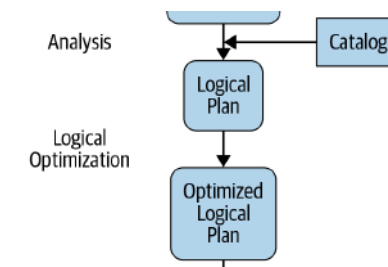 Analysis
Catalog
Logical
Plan
Logical
Optimization
Optimized
Logical
Plan